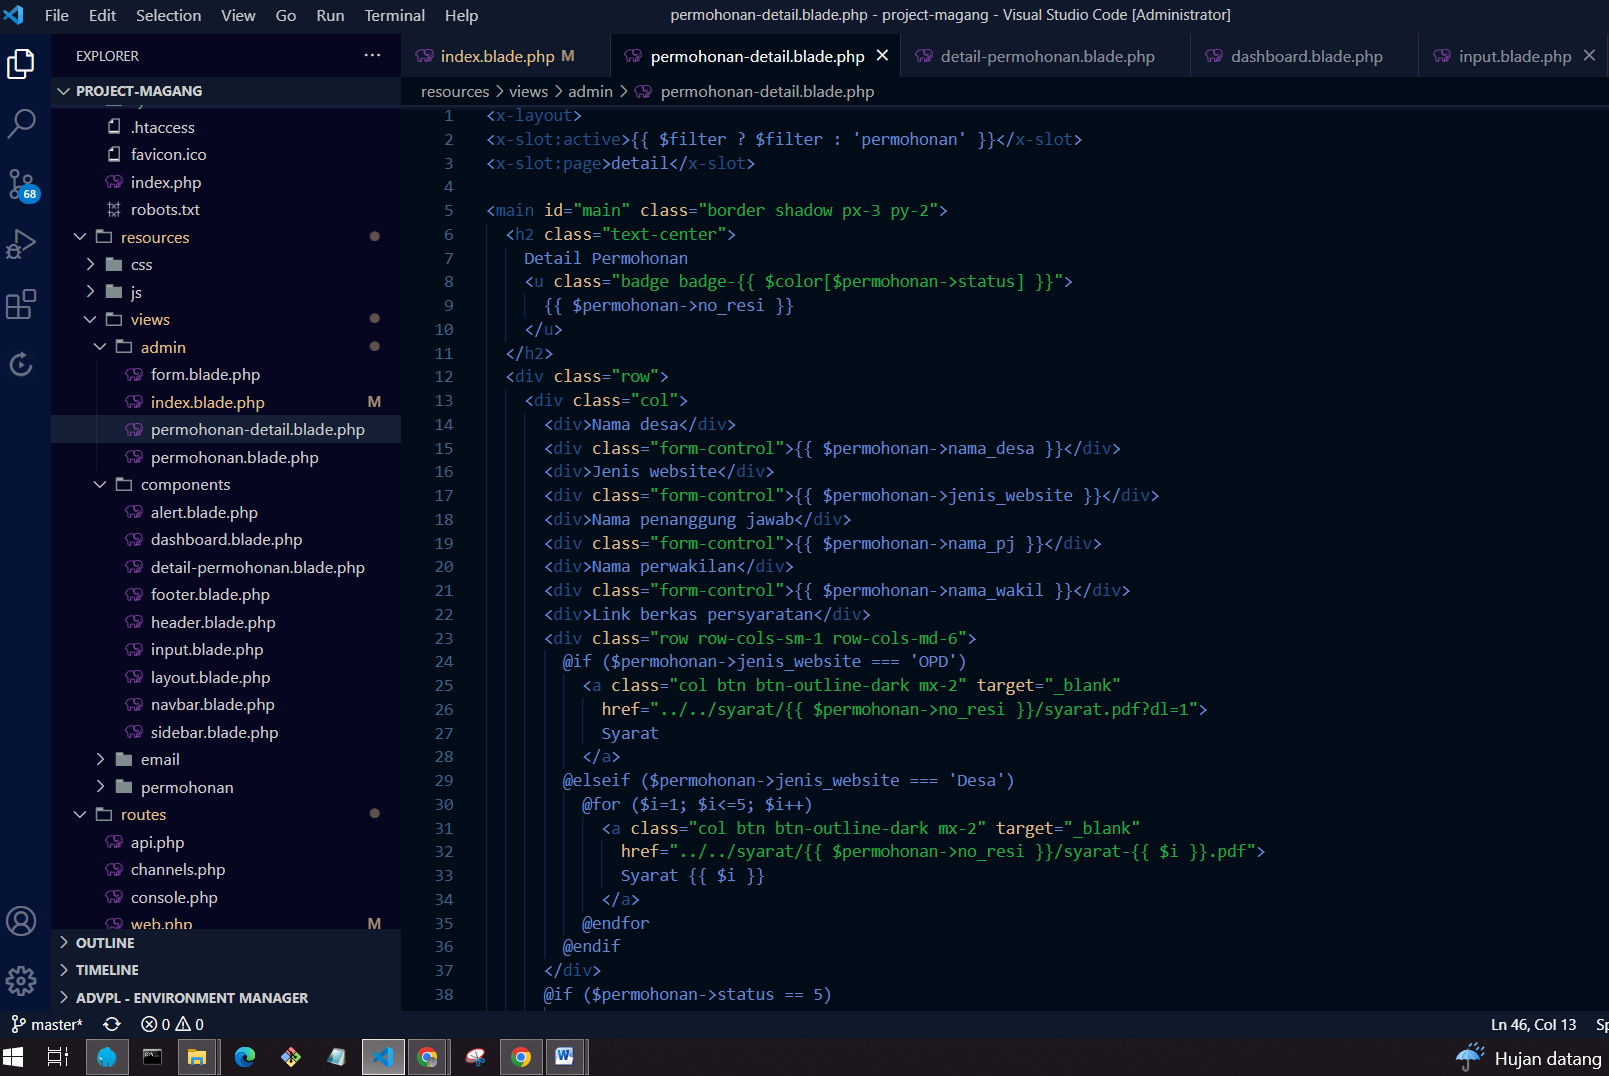 File Edit Selection View Go Run Terminal Help
permohonan-detail.blade.php - project-magang - Visual Studio Code [Administrator]
EXPLORER
index.blade.php M
permohonan-detail.blade.php
detail-permohonan.blade.php
dashboard.blade.php
input.blade.php
PROJECT-MAGANG
resources > views > admin > permohonan-detail.blade.php
.htaccess
favicon.ico
index.php
robots.txt
resources
css
js
views
admin
form.blade.php
index.blade.php M
permohonan-detail.blade.php
permohonan.blade.php
components
alert.blade.php
dashboard.blade.php
detail-permohonan.blade.php
footer.blade.php
header.blade.php
input.blade.php
layout.blade.php
navbar.blade.php
sidebar.blade.php
email
permohonan
routes
api.php
channels.php
console.php
web.php M
OUTLINE
TIMELINE
ADVPL - ENVIRONMENT MANAGER
68
1 <x-layout>
2 <x-slot:active>{{ $filter ? $filter : 'permohonan' }}</x-slot>
3 <x-slot:page>detail</x-slot>
4
5 <main id="main" class="border shadow px-3 py-2">
6 <h2 class="text-center">
7 Detail Permohonan
8 <u class="badge badge-{{ $color[$permohonan->status] }}">
9 {{ $permohonan->no_resi }}
10 </u>
11 </h2>
12 <div class="row">
13 <div class="col">
14 <div>Nama desa</div>
15 <div class="form-control">{{ $permohonan->nama_desa }}</div>
16 <div>Jenis website</div>
17 <div class="form-control">{{ $permohonan->jenis_website }}</div>
18 <div>Nama penanggung jawab</div>
19 <div class="form-control">{{ $permohonan->nama_pj }}</div>
20 <div>Nama perwakilan</div>
21 <div class="form-control">{{ $permohonan->nama_wakil }}</div>
22 <div>Link berkas persyaratan</div>
23 <div class="row row-cols-sm-1 row-cols-md-6">
24 @if ($permohonan->jenis_website === 'OPD')
25 <a class="col btn btn-outline-dark mx-2" target="_blank"
26 href="../../syarat/{{ $permohonan->no_resi }}/syarat.pdf?dl=1">
27 Syarat
28 </a>
29 @elseif ($permohonan->jenis_website === 'Desa')
30 @for ($i=1; $i<=5; $i++)
31 <a class="col btn btn-outline-dark mx-2" target="_blank"
32 href="../../syarat/{{ $permohonan->no_resi }}/syarat-{{ $i }}.pdf">
33 Syarat {{ $i }}
34 </a>
35 @endfor
36 @endif
37 </div>
38 @if ($permohonan->status == 5)
master* 0 0
Ln 46, Col 13 Sp
Hujan datang